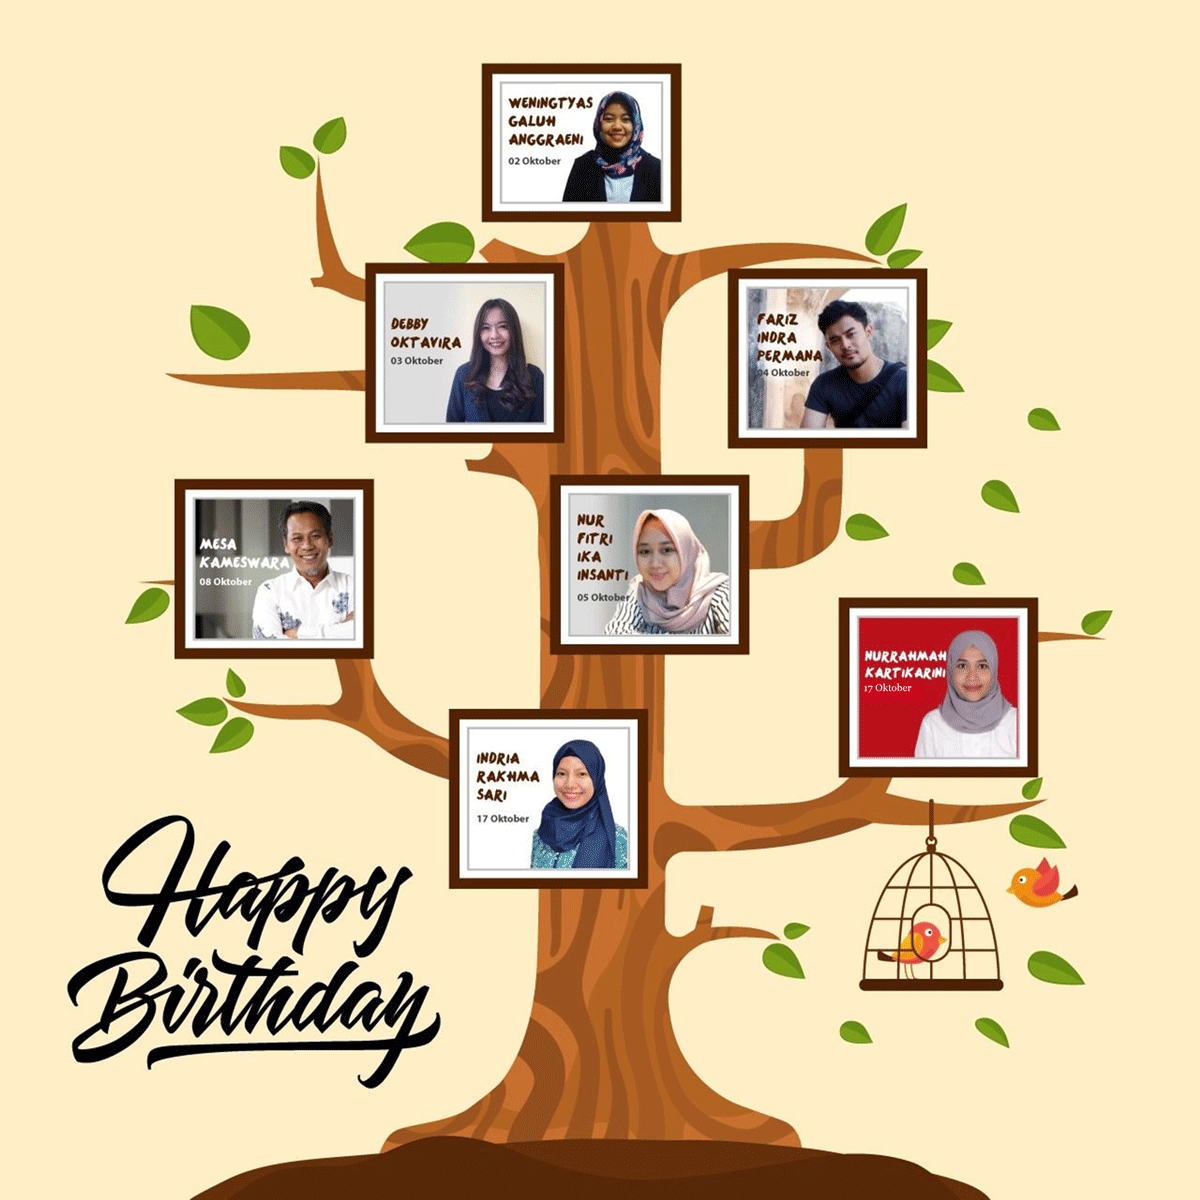 WENINGTYAS
GALUH
ANGGRAENI
02 Oktober
DEBBY
OKTAVIRA
03 Oktober
FARIZ
INDRA
PERMANA
04 Oktober
MESA
KAMESWARA
08 Oktober
NUR
FITRI
IKA
INSANTI
05 Oktober
NURRAHMAH
KARTIKARINI
17 Oktober
INDRIA
RAKHMA
SARI
17 Oktober
Happy
Birthday